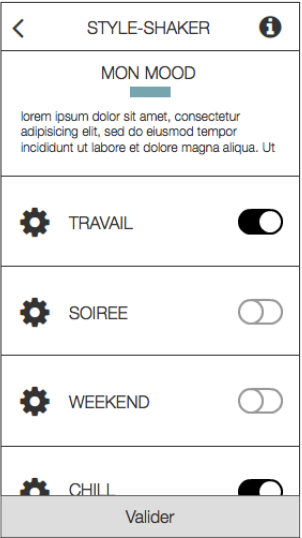 STYLE-SHAKER
MON MOOD
lorem ipsum dolor sit amet, consectetur
adipisicing elit, sed do eiusmod tempor
incididunt ut labore et dolore magna aliqua. Ut
TRAVAIL
SOIREE
WEEKEND
CHILL
Valider